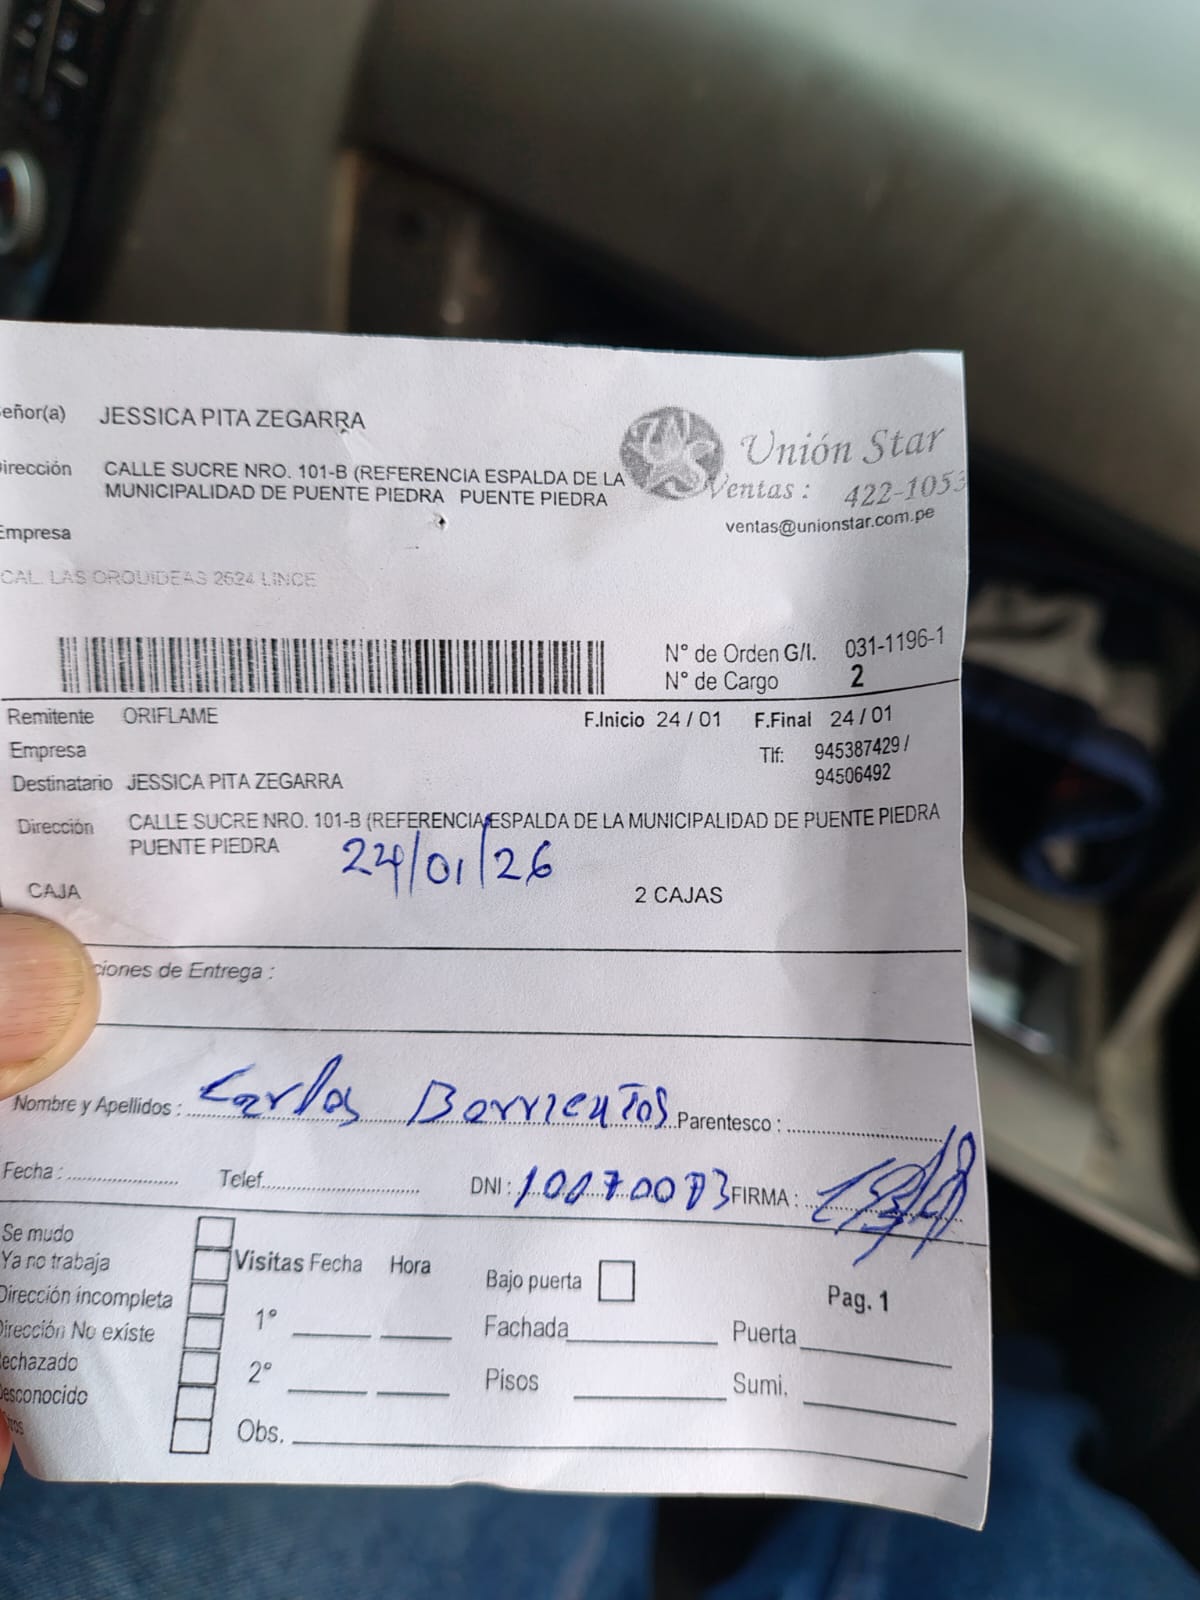 eñor(a) JESSICA PITA ZEGARRA
Dirección CALLE SUCRE NRO. 101-B (REFERENCIA ESPALDA DE LA
MUNICIPALIDAD DE PUENTE PIEDRA PUENTE PIEDRA
Unión Star
Ventas : 422-1053
ventas@unionstar.com.pe
Empresa
CAL. LAS ORQUIDEAS 2624 LINCE
N° de Orden G/I. 031-1196-1
N° de Cargo 2
Remitente ORIFLAME F.Inicio 24 / 01 F.Final 24 / 01
Empresa Tlf: 945387429 /
94506492
Destinatario JESSICA PITA ZEGARRA
Dirección CALLE SUCRE NRO. 101-B (REFERENCIA ESPALDA DE LA MUNICIPALIDAD DE PUENTE PIEDRA
PUENTE PIEDRA 24/01/26
CAJA 2 CAJAS
ciones de Entrega :
Nombre y Apellidos : Carlos Barrientos Parentesco :
Fecha : Telef. DNI : FIRMA :
Se mudo
Ya no trabaja Visitas Fecha Hora Bajo puerta Pag. 1
Dirección incompleta 1° Fachada Puerta
Dirección No existe
Rechazado 2° Pisos Sumi.
Desconocido
Otros Obs.